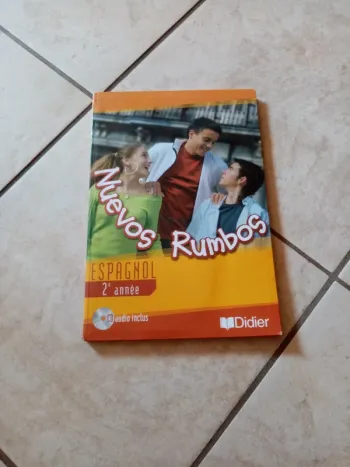 Nuevos Rumbos
ESPAGNOL
2e année
CD audio inclus
Didier